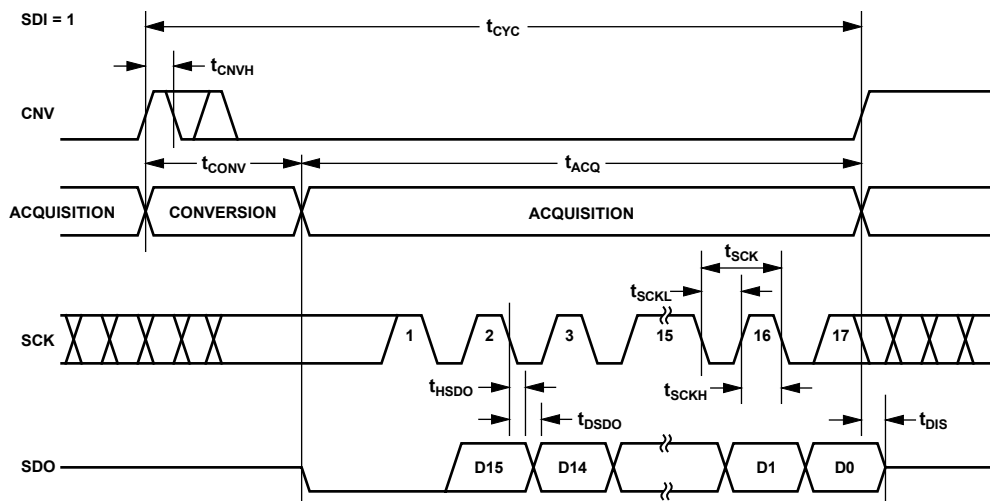 SDI = 1
tCYC
tCNVH
CNV
tCONV
tACQ
ACQUISITION CONVERSION ACQUISITION
tSCK
tSCKL
SCK 1 2 3 15 16 17
tHSDO
tSCKH
tDSDO
tDIS
SDO D15 D14 D1 D0